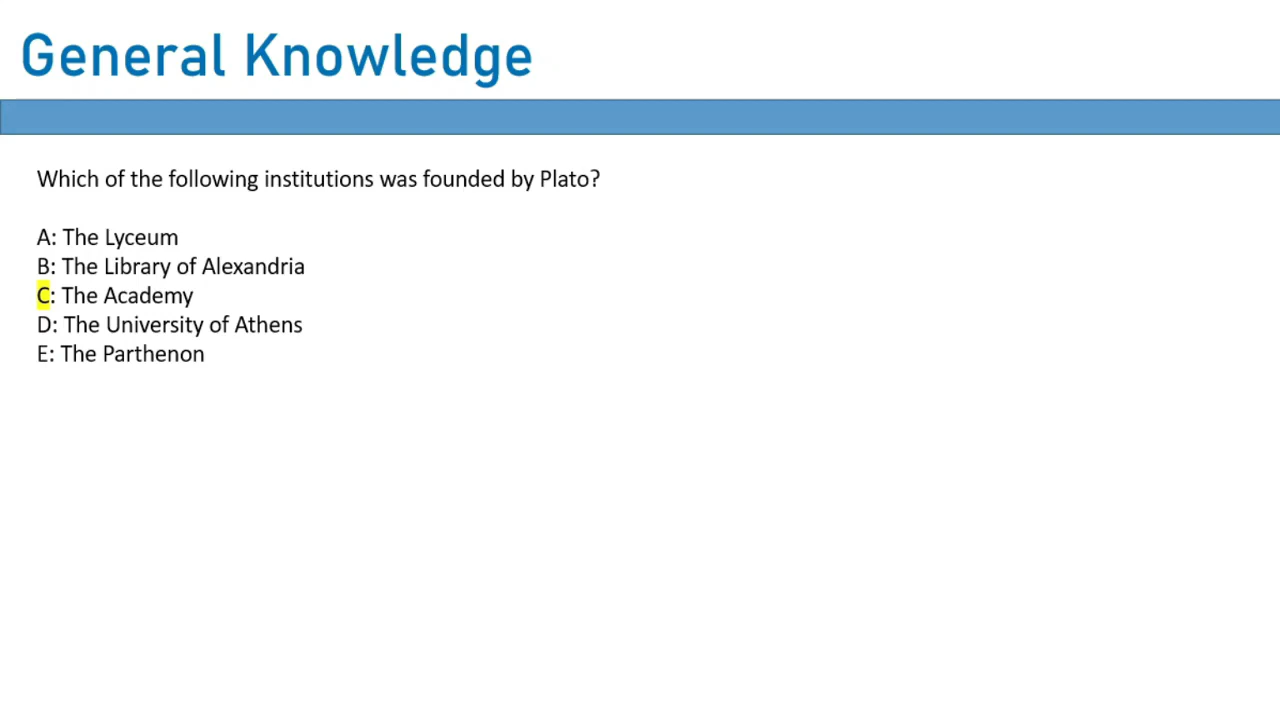 General Knowledge
Which of the following institutions was founded by Plato?
A: The Lyceum
B: The Library of Alexandria
C: The Academy
D: The University of Athens
E: The Parthenon